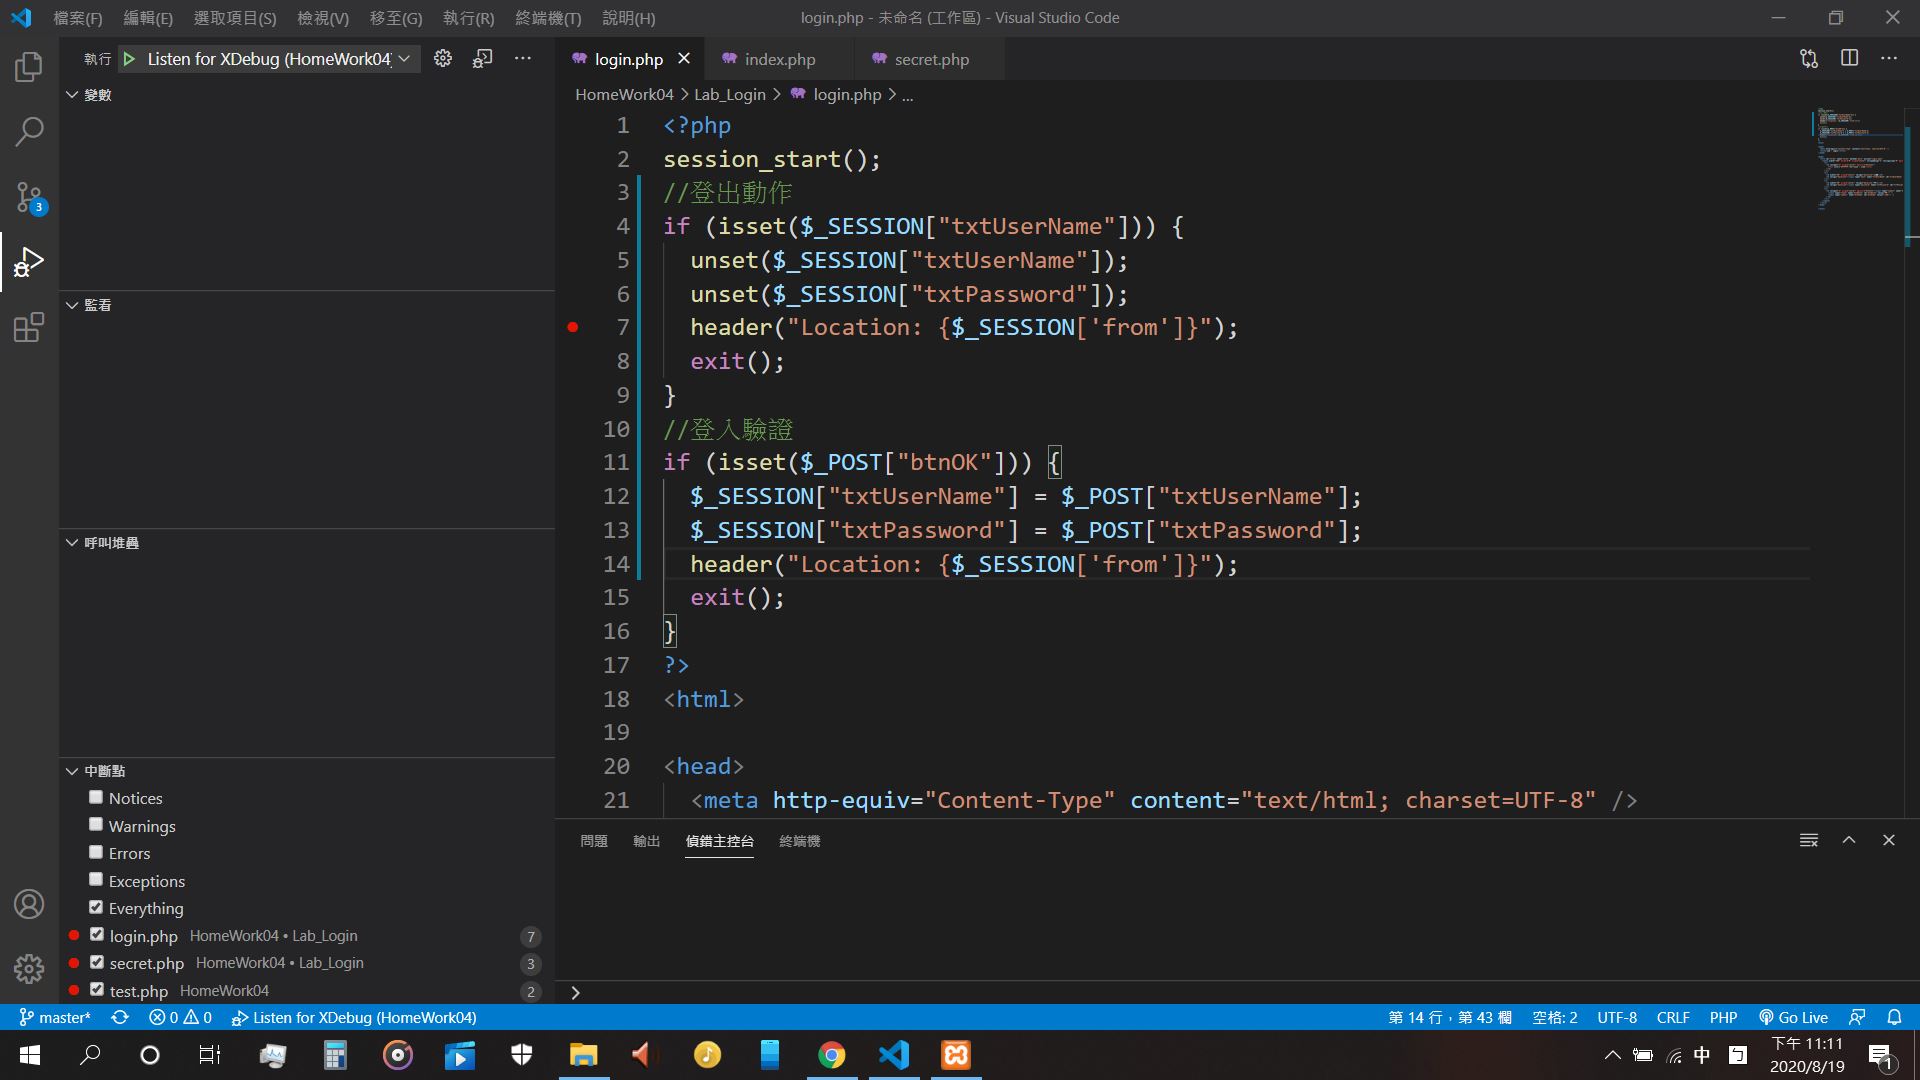 檔案(F) 編輯(E) 選取項目(S) 檢視(V) 移至(G) 執行(R) 終端機(T) 說明(H)
login.php - 未命名 (工作區) - Visual Studio Code
執行 Listen for XDebug (HomeWork04)
login.php index.php secret.php
HomeWork04 > Lab_Login > login.php > ...
變數
監看
呼叫堆疊
中斷點
Notices
Warnings
Errors
Exceptions
Everything
login.php HomeWork04 • Lab_Login 7
secret.php HomeWork04 • Lab_Login 3
test.php HomeWork04 2
3
1 <?php
2 session_start();
3 //登出動作
4 if (isset($_SESSION["txtUserName"])) {
5 unset($_SESSION["txtUserName"]);
6 unset($_SESSION["txtPassword"]);
7 header("Location: {$_SESSION['from']}");
8 exit();
9 }
10 //登入驗證
11 if (isset($_POST["btnOK"])) {
12 $_SESSION["txtUserName"] = $_POST["txtUserName"];
13 $_SESSION["txtPassword"] = $_POST["txtPassword"];
14 header("Location: {$_SESSION['from']}");
15 exit();
16 }
17 ?>
18 <html>
19
20 <head>
21 <meta http-equiv="Content-Type" content="text/html; charset=UTF-8" />
問題 輸出 偵錯主控台 終端機
master* 0 0 Listen for XDebug (HomeWork04)
第 14 行，第 43 欄 空格: 2 UTF-8 CRLF PHP Go Live
中 下午 11:11
2020/8/19
1